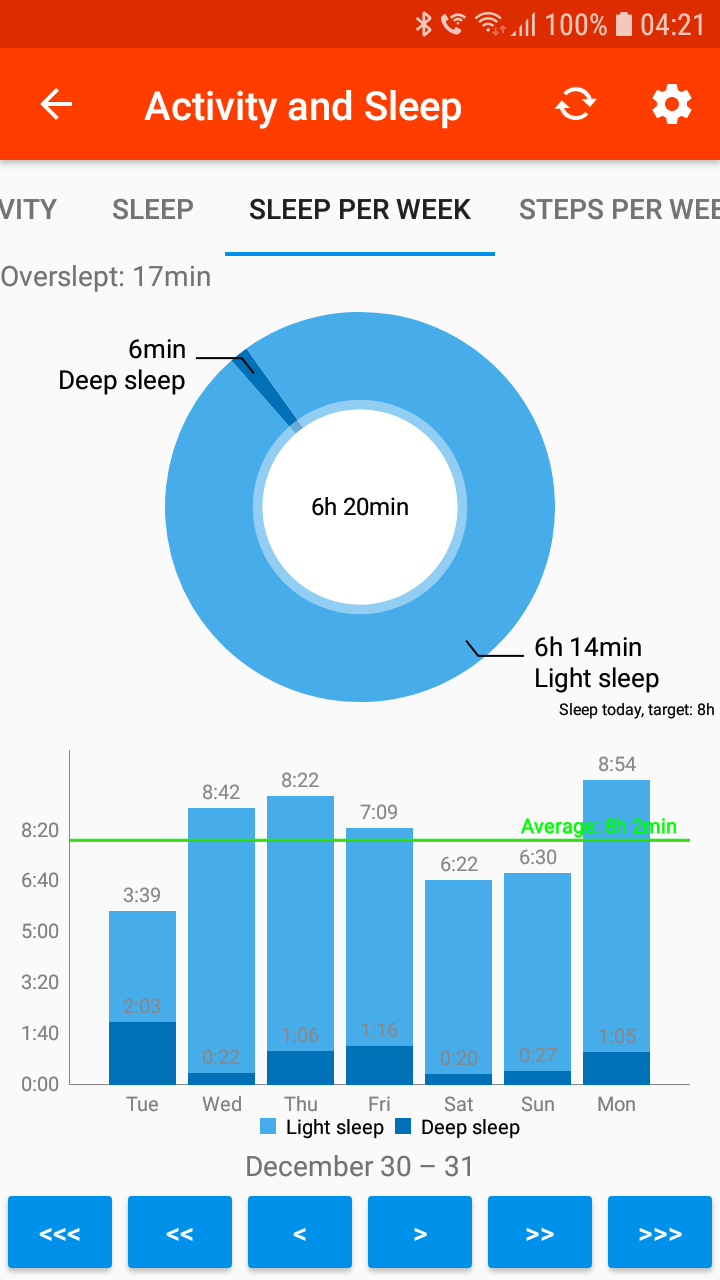 100% 04:21
Activity and Sleep
VITY SLEEP SLEEP PER WEEK STEPS PER WEE
Overslept: 17min
6min
Deep sleep
6h 20min
6h 14min
Light sleep
Sleep today, target: 8h
8:54
8:42 8:22
7:09
8:20 Average: 8h 2min
6:40 6:22 6:30
3:39
5:00
3:20
2:03
1:40 0:22 1:06 1:16 0:20 0:27 1:05
0:00
Tue Wed Thu Fri Sat Sun Mon
Light sleep Deep sleep
December 30 – 31
<<< << < > >> >>>